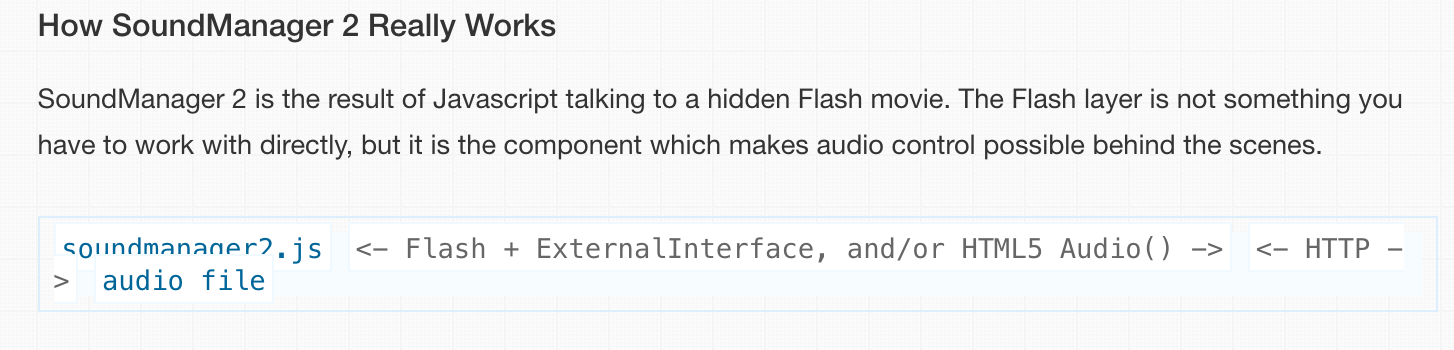 How SoundManager 2 Really Works
SoundManager 2 is the result of Javascript talking to a hidden Flash movie. The Flash layer is not something you
have to work with directly, but it is the component which makes audio control possible behind the scenes.
soundmanager2.js <– Flash + ExternalInterface, and/or HTML5 Audio() –> <– HTTP –
> audio file